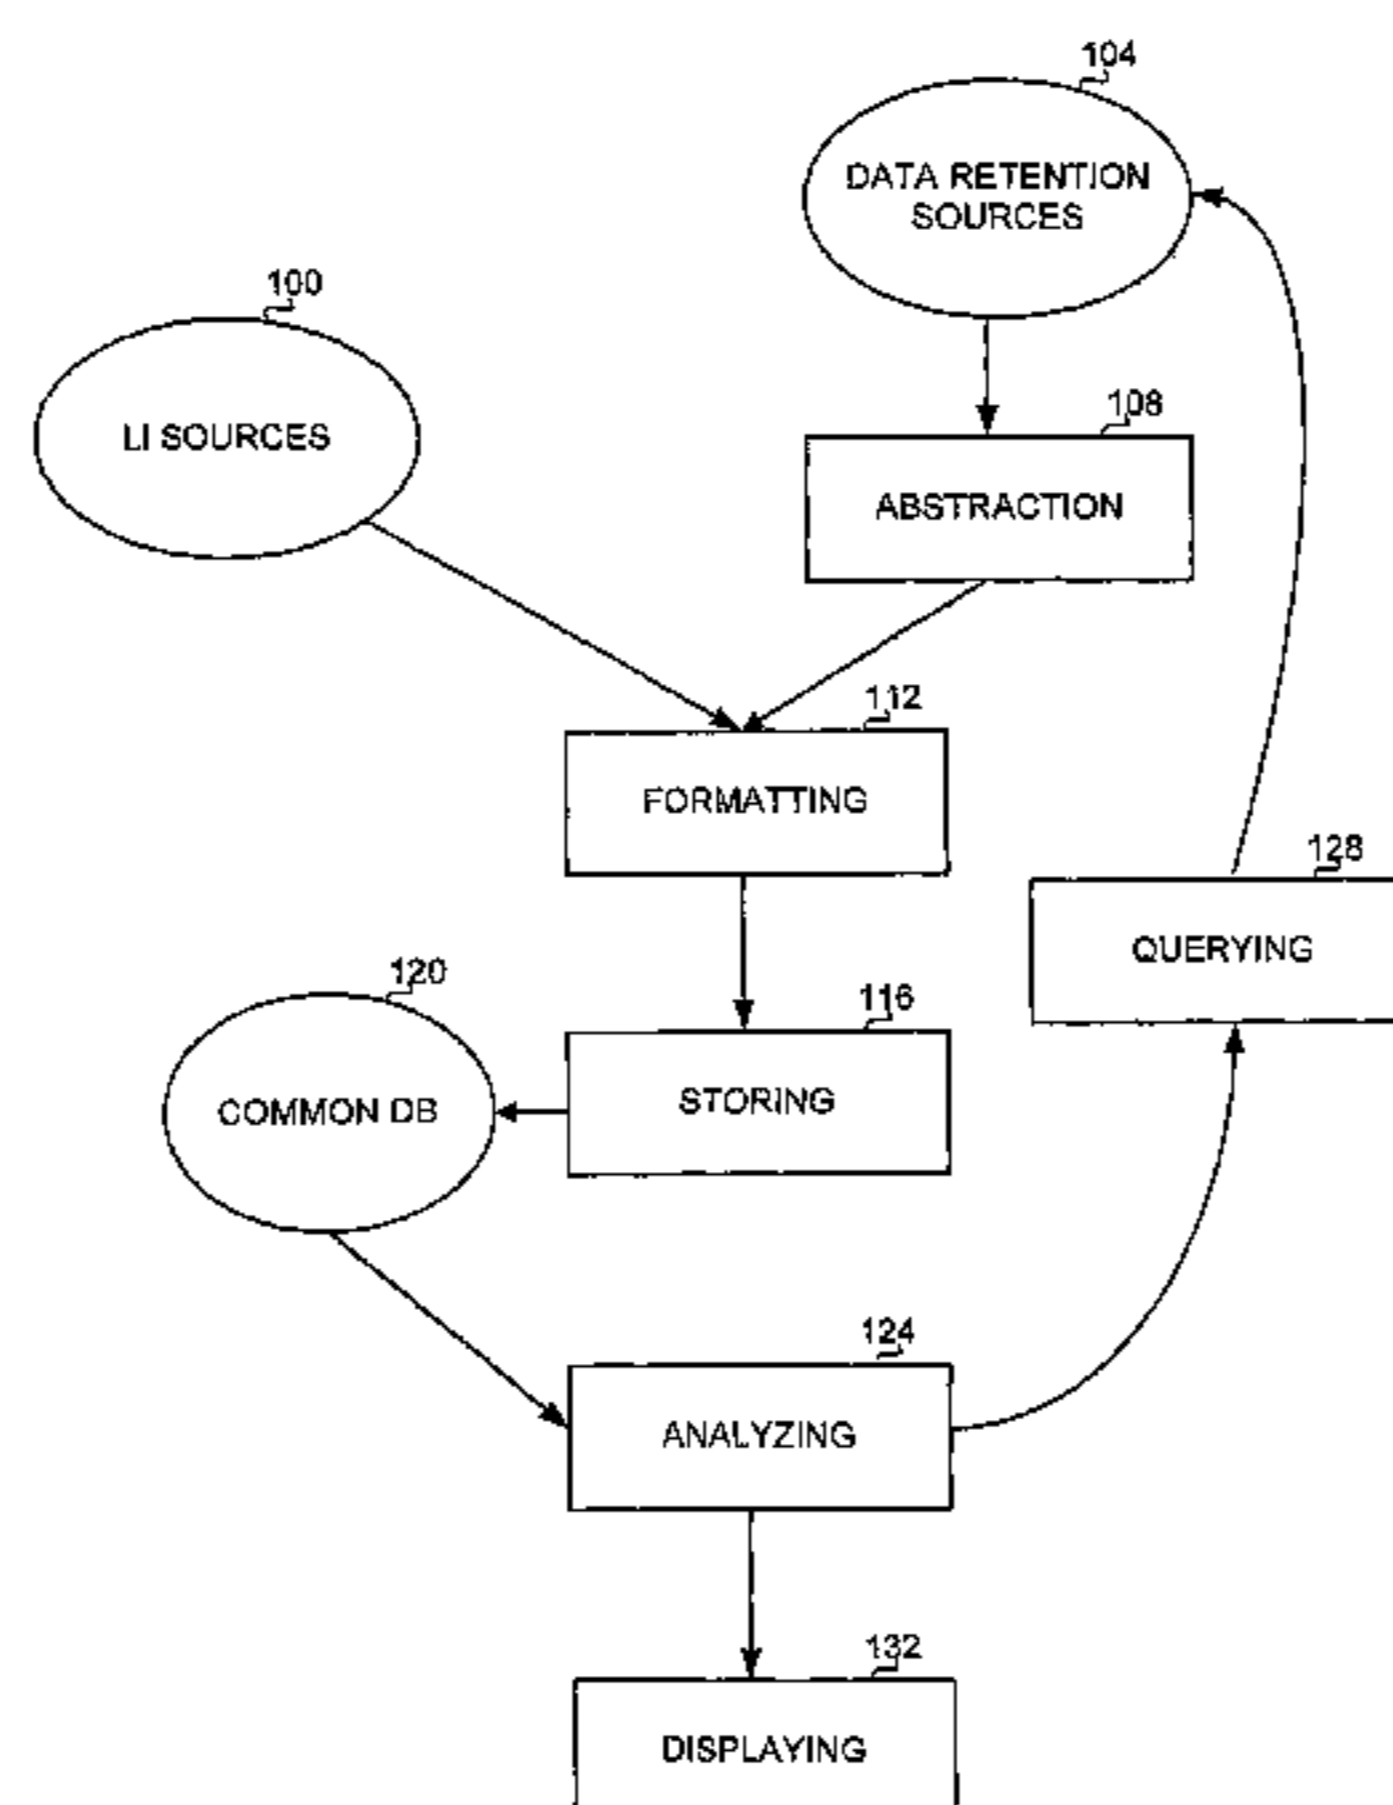 104
DATA RETENTION
SOURCES
100
LI SOURCES
108
ABSTRACTION
112
FORMATTING
128
QUERYING
120
COMMON DB
116
STORING
124
ANALYZING
132
DISPLAYING